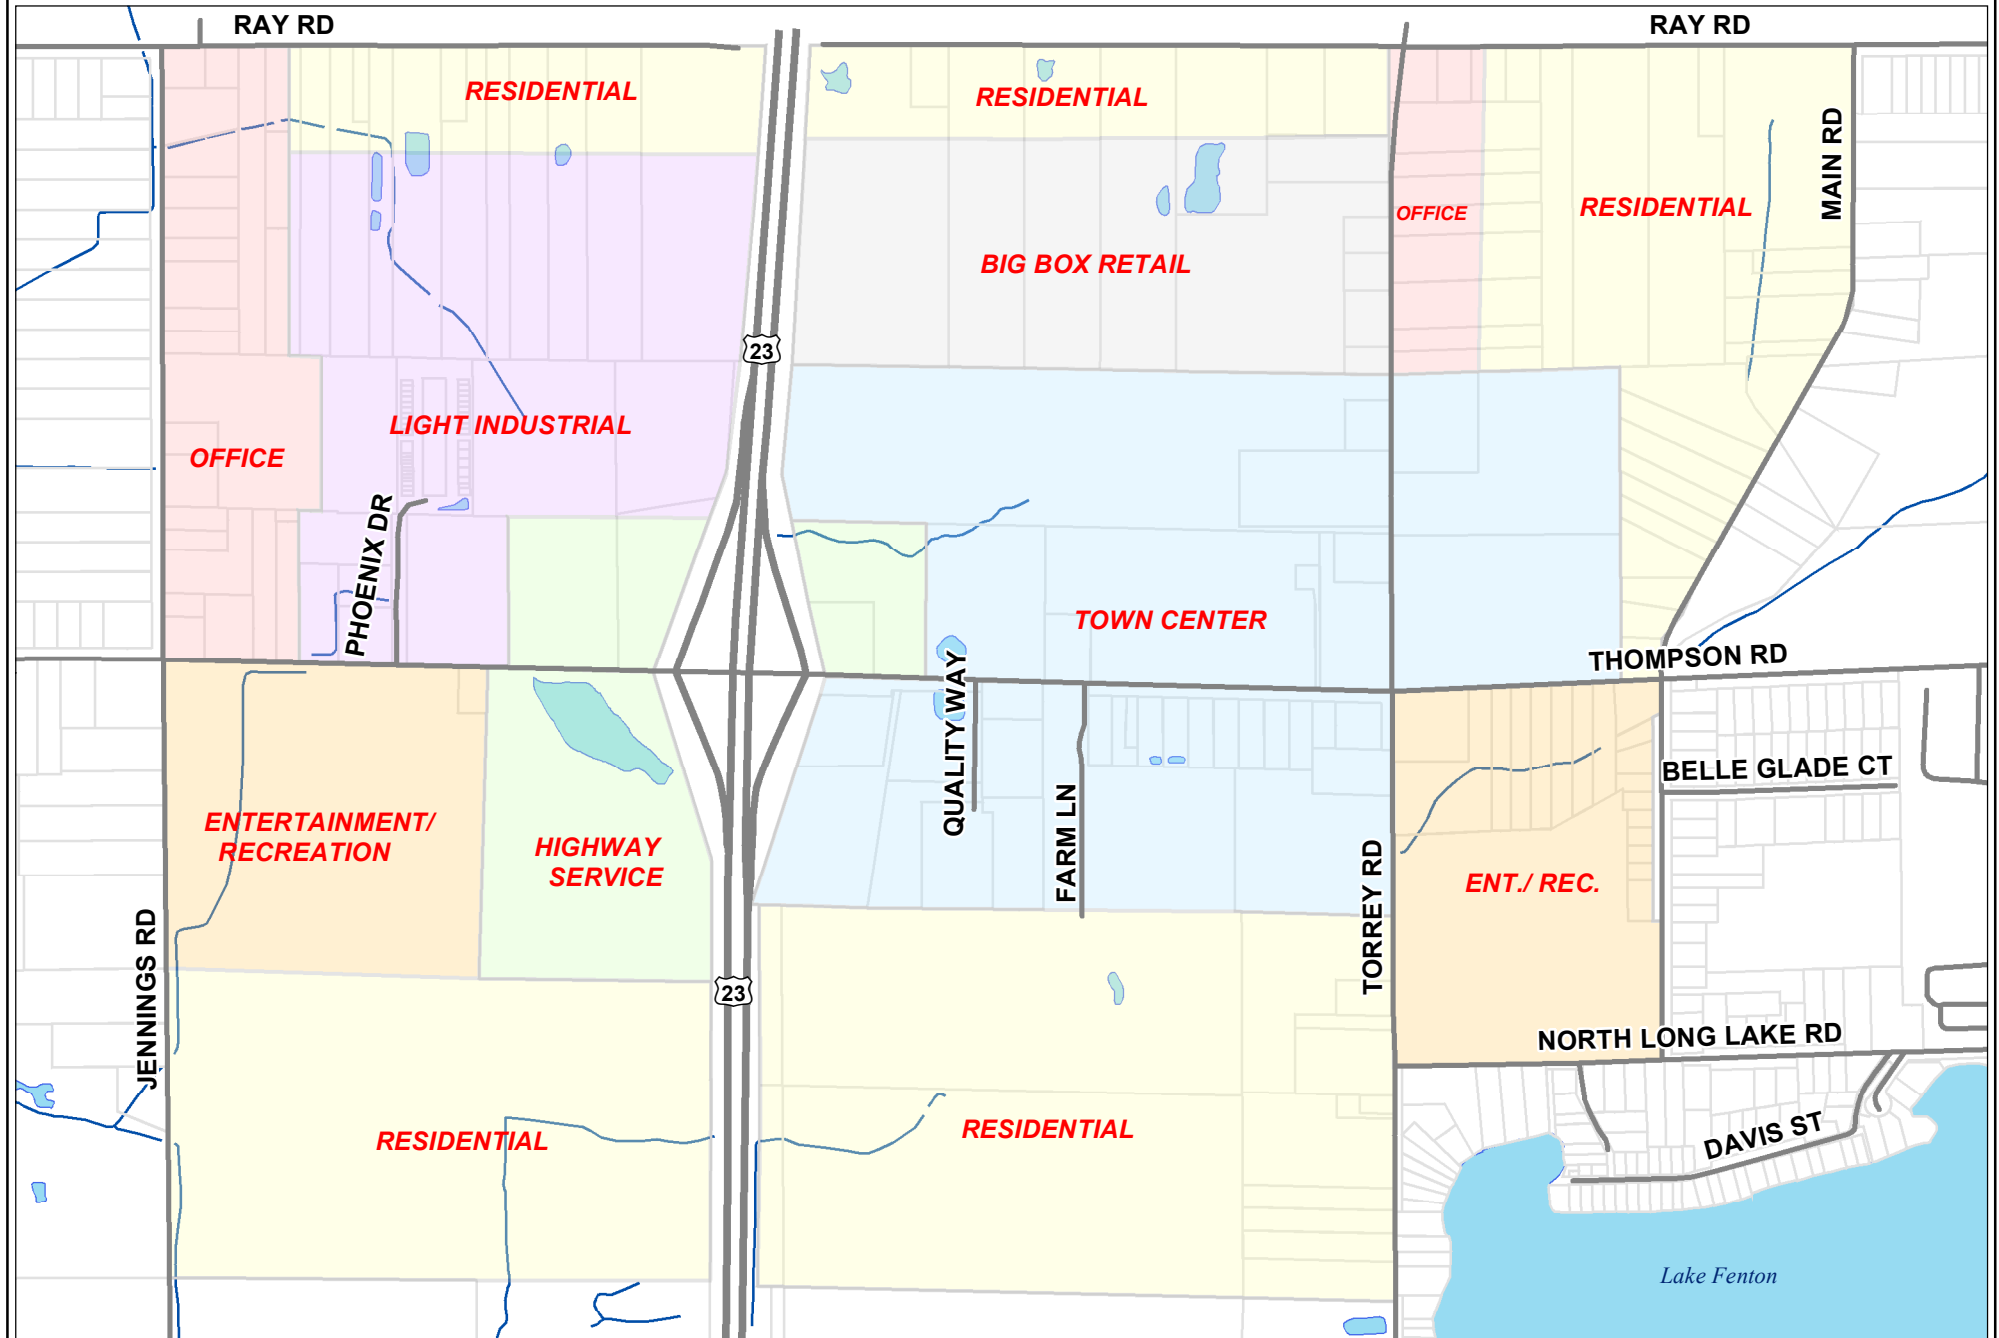 RAY RD
RAY RD
RESIDENTIAL
RESIDENTIAL
MAIN RD
OFFICE
RESIDENTIAL
BIG BOX RETAIL
23
LIGHT INDUSTRIAL
OFFICE
PHOENIX DR
TOWN CENTER
THOMPSON RD
QUALITY WAY
BELLE GLADE CT
ENTERTAINMENT/
RECREATION
HIGHWAY
SERVICE
FARM LN
TORREY RD
ENT./ REC.
JENNINGS RD
23
NORTH LONG LAKE RD
RESIDENTIAL
RESIDENTIAL
DAVIS ST
Lake Fenton